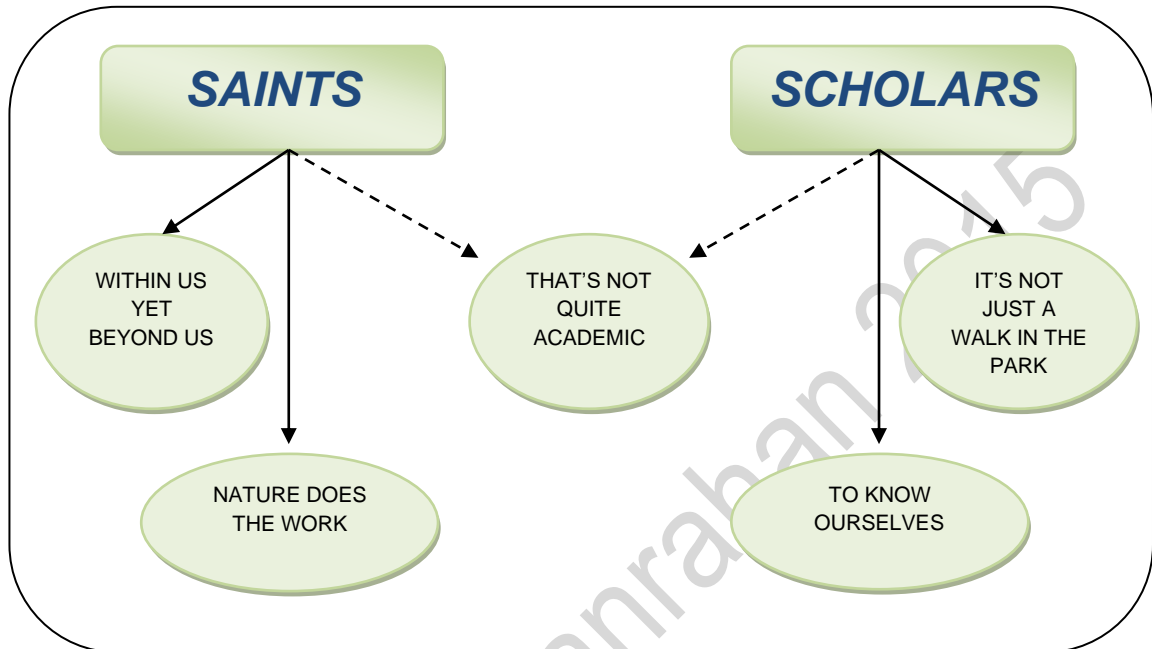 SAINTS
SCHOLARS
WITHIN US
YET
BEYOND US
THAT'S NOT
QUITE
ACADEMIC
IT'S NOT
JUST A
WALK IN THE
PARK
NATURE DOES
THE WORK
TO KNOW
OURSELVES
2015